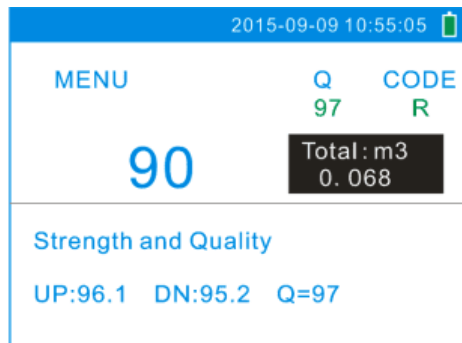 2015-09-09 10:55:05
MENU Q CODE
97 R
90
Total: m3
0.068
Strength and Quality
UP:96.1 DN:95.2 Q=97